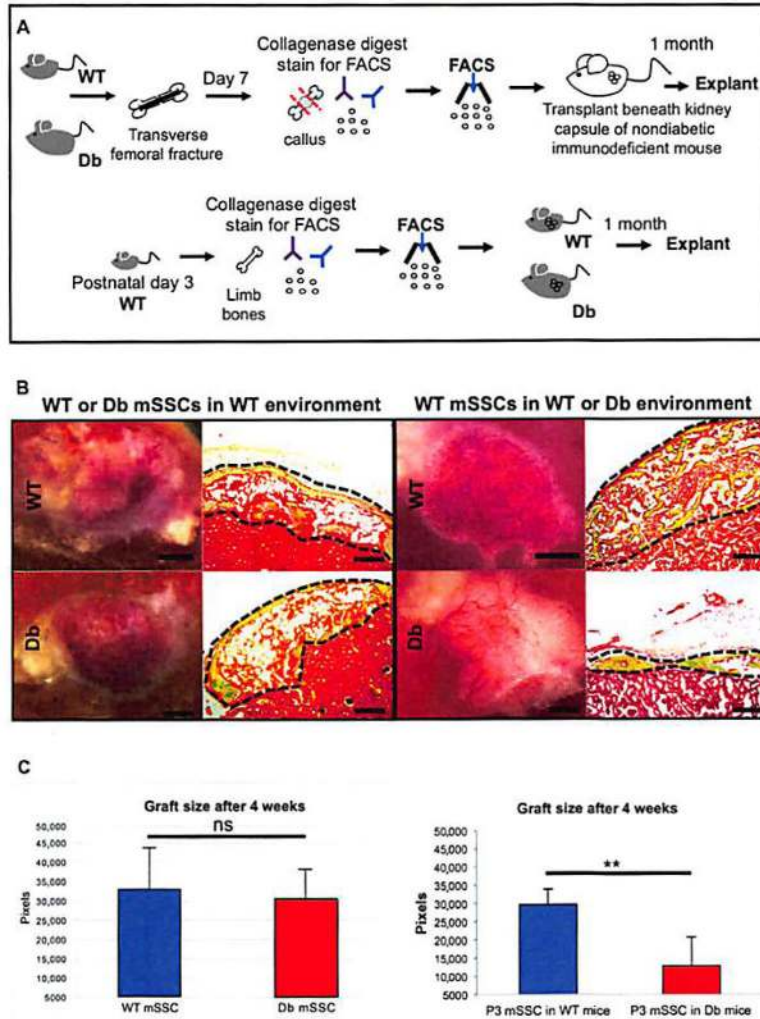 A
WT
Db
Transverse
femoral fracture
Day 7
Collagenase digest
stain for FACS
callus
FACS
1 month
Explant
Transplant beneath kidney
capsule of nondiabetic
immunodeficient mouse
Postnatal day 3
WT
Collagenase digest
stain for FACS
Limb
bones
FACS
WT
Db
1 month
Explant
B
WT or Db mSSCs in WT environment
WT mSSCs in WT or Db environment
WT
WT
Db
Db
C
Graft size after 4 weeks
ns
50,000
45,000
40,000
35,000
30,000
25,000
20,000
15,000
10,000
5000
Pixels
WT mSSC
Db mSSC
Graft size after 4 weeks
**
50,000
45,000
40,000
35,000
30,000
25,000
20,000
15,000
10,000
5000
Pixels
P3 mSSC in WT mice
P3 mSSC in Db mice